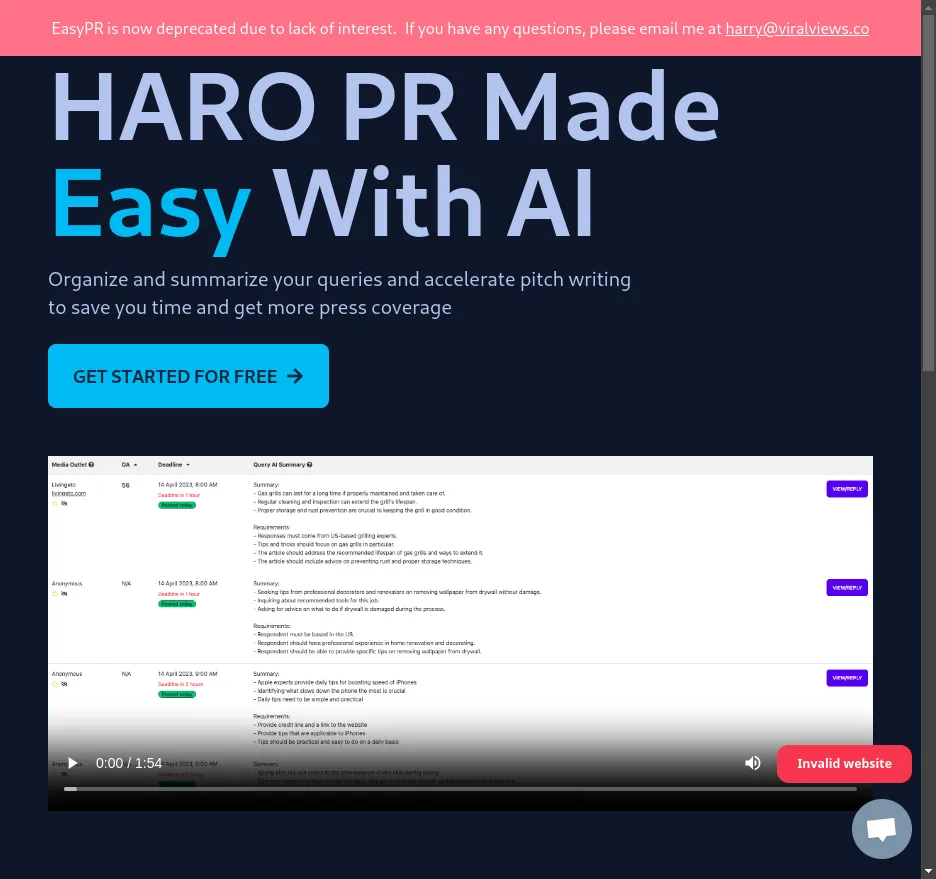 EasyPR is now deprecated due to lack of interest.  If you have any questions, please email me at harry@viralviews.co
HARO PR Made
Easy With AI
Organize and summarize your queries and accelerate pitch writing
to save you time and get more press coverage
GET STARTED FOR FREE
Media Outlet DA Deadline Query AI Summary
Livingetc 56 14 April 2023, 8:00 AM Summary: VIEW/REPLY
livingetc.com Deadline in 1 hour - Gas grills can last for a long time if properly maintained and taken care of.
Posted today - Regular cleaning and inspection can extend the grill's lifespan.
- Proper storage and rust prevention are crucial to keeping the grill in good condition.
Requirements:
- Responses must come from US-based grilling experts.
- Tips and tricks should focus on gas grills in particular.
- The article should address the recommended lifespan of gas grills and ways to extend it.
- The article should include advice on preventing rust and proper storage techniques.
Anonymous N/A 14 April 2023, 8:00 AM Summary: VIEW/REPLY
Deadline in 1 hour - Seeking tips from professional decorators and renovators on removing wallpaper from drywall without damage.
Posted today - Inquiring about recommended tools for this job.
- Asking for advice on what to do if drywall is damaged during the process.
Requirements:
- Respondent must be based in the US.
- Respondent should have professional experience in home renovation and decorating.
- Respondent should be able to provide specific tips on removing wallpaper from drywall.
Anonymous N/A 14 April 2023, 9:00 AM Summary: VIEW/REPLY
Deadline in 2 hours - Apple experts provide daily tips for boosting speed of iPhones
Posted today - Identifying what slows down the phone the most is crucial
- Daily tips need to be simple and practical
Requirements:
- Provide credit line and a link to the website
- Provide tips that are applicable to iPhones
- Tips should be practical and easy to do on a daily basis
0:00 / 1:54
Summary:
Invalid website